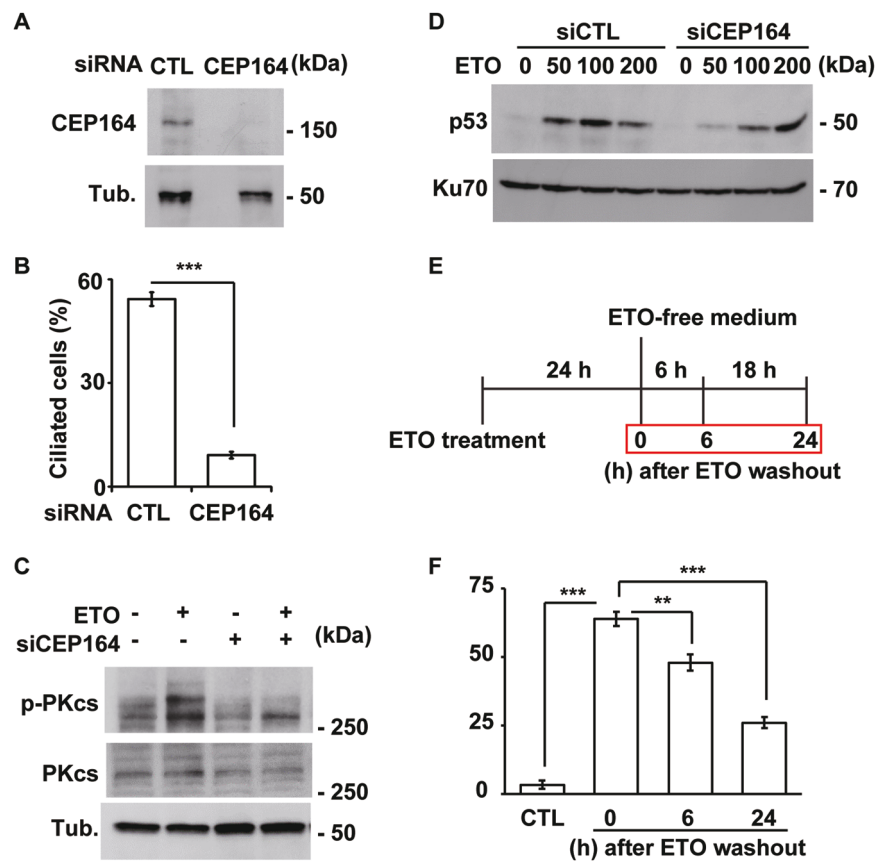 A
siRNA CTL CEP164 (kDa)
CEP164
- 150
Tub.
- 50
B
***
60
30
0
Ciliated cells (%)
siRNA CTL CEP164
C
ETO - + - +
siCEP164 - - + + (kDa)
p-PKcs
- 250
PKcs
- 250
Tub.
- 50
D
siCTL siCEP164
ETO 0 50 100 200 0 50 100 200 (kDa)
p53 - 50
Ku70 - 70
E
ETO-free medium
24 h 6 h 18 h
ETO treatment 0 6 24
(h) after ETO washout
F
75
50
25
0
*** ** ***
CTL 0 6 24
(h) after ETO washout